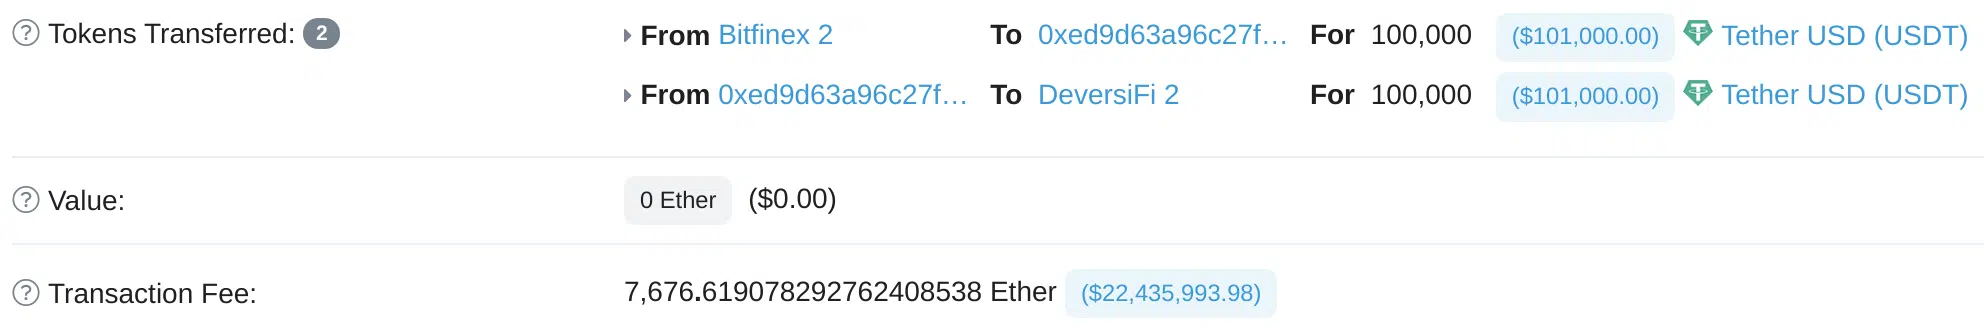 Tokens Transferred: 2 From Bitfinex 2 To 0xed9d63a96c27f... For 100,000 ($101,000.00) Tether USD (USDT)
From 0xed9d63a96c27f... To DeversiFi 2 For 100,000 ($101,000.00) Tether USD (USDT)
Value: 0 Ether ($0.00)
Transaction Fee: 7,676.619078292762408538 Ether ($22,435,993.98)